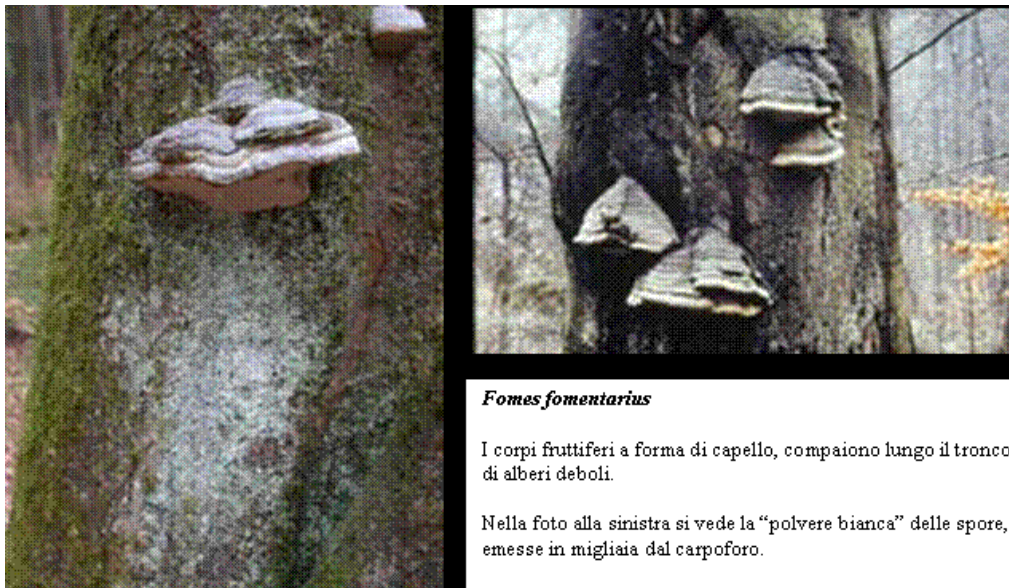 Fomes fomentarius
I corpi fruttiferi a forma di capello, compaiono lungo il tronco
di alberi deboli.
Nella foto alla sinistra si vede la “polvere bianca” delle spore,
emesse in migliaia dal carpoforo.